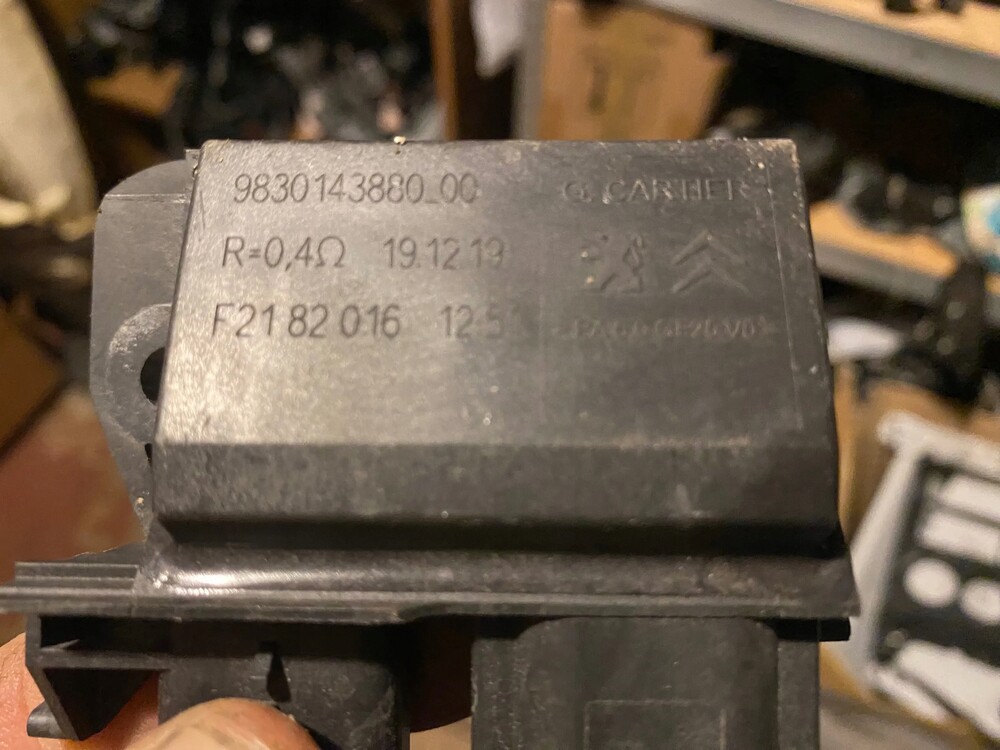 9830143880_00
G. CARTIER
R=0,4Ω 19.12.19
F21 82 016